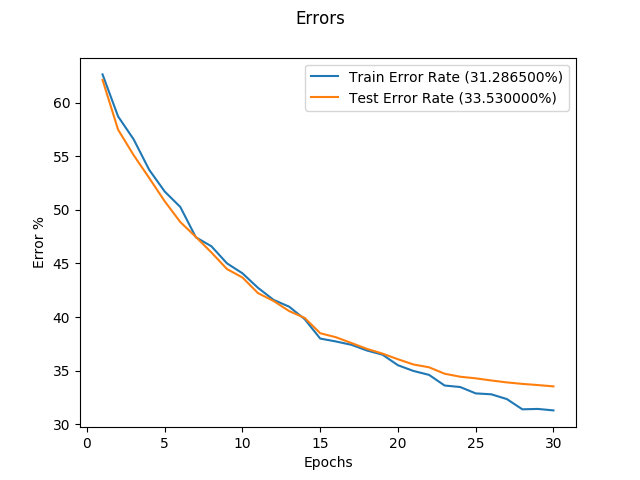 Errors
Train Error Rate (31.286500%)
Test Error Rate (33.530000%)
Error %
60
55
50
45
40
35
30
0 5 10 15 20 25 30
Epochs